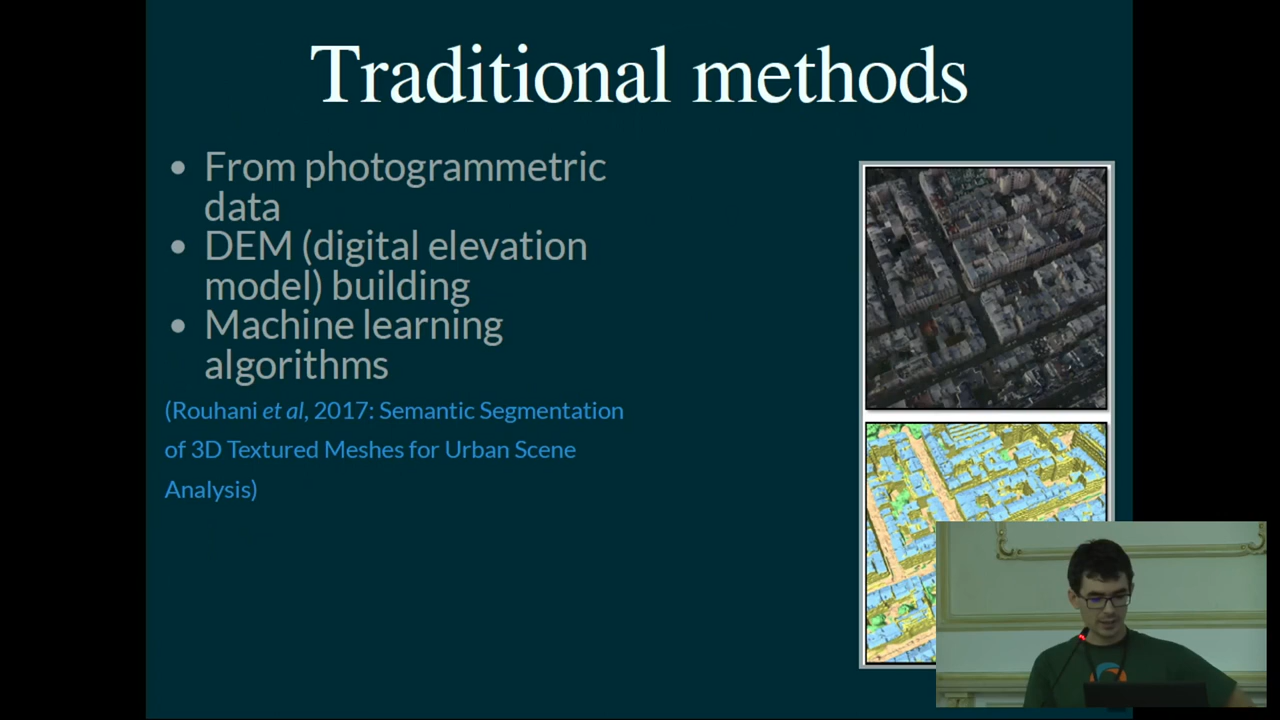 Traditional methods
• From photogrammetric
data
• DEM (digital elevation
model) building
• Machine learning
algorithms
(Rouhani et al, 2017: Semantic Segmentation
of 3D Textured Meshes for Urban Scene
Analysis)